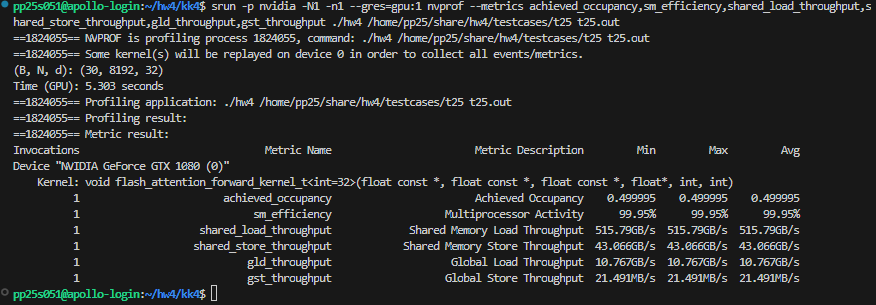 pp25s051@apollo-login:~/hw4/kk4$ srun -p nvidia -N1 -n1 --gres=gpu:1 nvprof --metrics achieved_occupancy,sm_efficiency,shared_load_throughput,s
hared_store_throughput,gld_throughput,gst_throughput ./hw4 /home/pp25/share/hw4/testcases/t25 t25.out
==1824055== NVPROF is profiling process 1824055, command: ./hw4 /home/pp25/share/hw4/testcases/t25 t25.out
==1824055== Some kernel(s) will be replayed on device 0 in order to collect all events/metrics.
(B, N, d): (30, 8192, 32)
Time (GPU): 5.303 seconds
==1824055== Profiling application: ./hw4 /home/pp25/share/hw4/testcases/t25 t25.out
==1824055== Profiling result:
==1824055== Metric result:
Invocations Metric Name Metric Description Min Max Avg
Device "NVIDIA GeForce GTX 1080 (0)"
Kernel: void flash_attention_forward_kernel_t<int=32>(float const *, float const *, float const *, float*, int, int)
1 achieved_occupancy Achieved Occupancy 0.499995 0.499995 0.499995
1 sm_efficiency Multiprocessor Activity 99.95% 99.95% 99.95%
1 shared_load_throughput Shared Memory Load Throughput 515.79GB/s 515.79GB/s 515.79GB/s
1 shared_store_throughput Shared Memory Store Throughput 43.066GB/s 43.066GB/s 43.066GB/s
1 gld_throughput Global Load Throughput 10.767GB/s 10.767GB/s 10.767GB/s
1 gst_throughput Global Store Throughput 21.491MB/s 21.491MB/s 21.491MB/s
pp25s051@apollo-login:~/hw4/kk4$